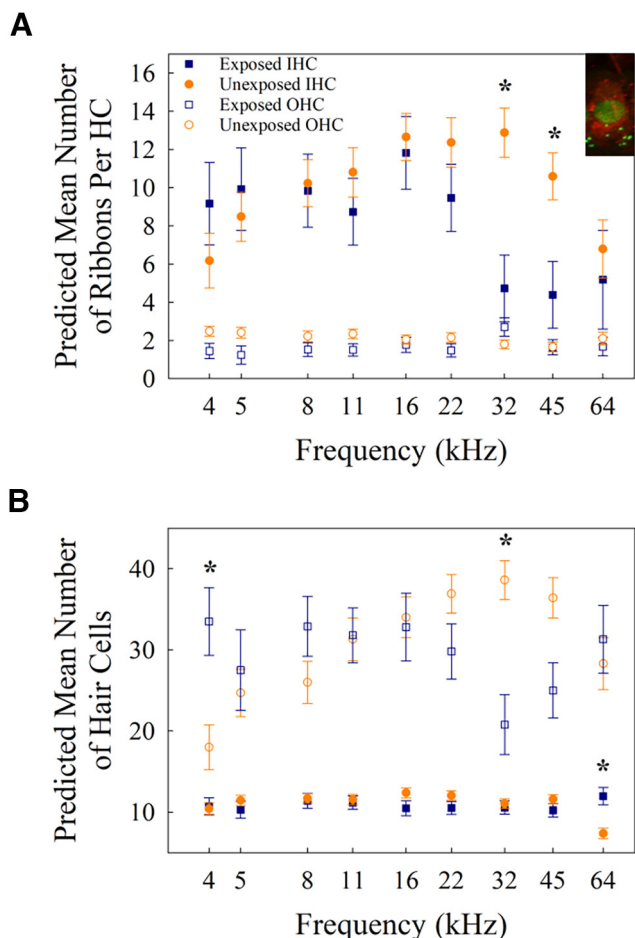 A
Predicted Mean Number
of Ribbons Per HC
16
14
12
10
8
6
4
2
0
Exposed IHC
Unexposed IHC
Exposed OHC
Unexposed OHC
*
*
4 5 8 11 16 22 32 45 64
Frequency (kHz)
B
Predicted Mean Number
of Hair Cells
40
30
20
10
*
*
*
4 5 8 11 16 22 32 45 64
Frequency (kHz)